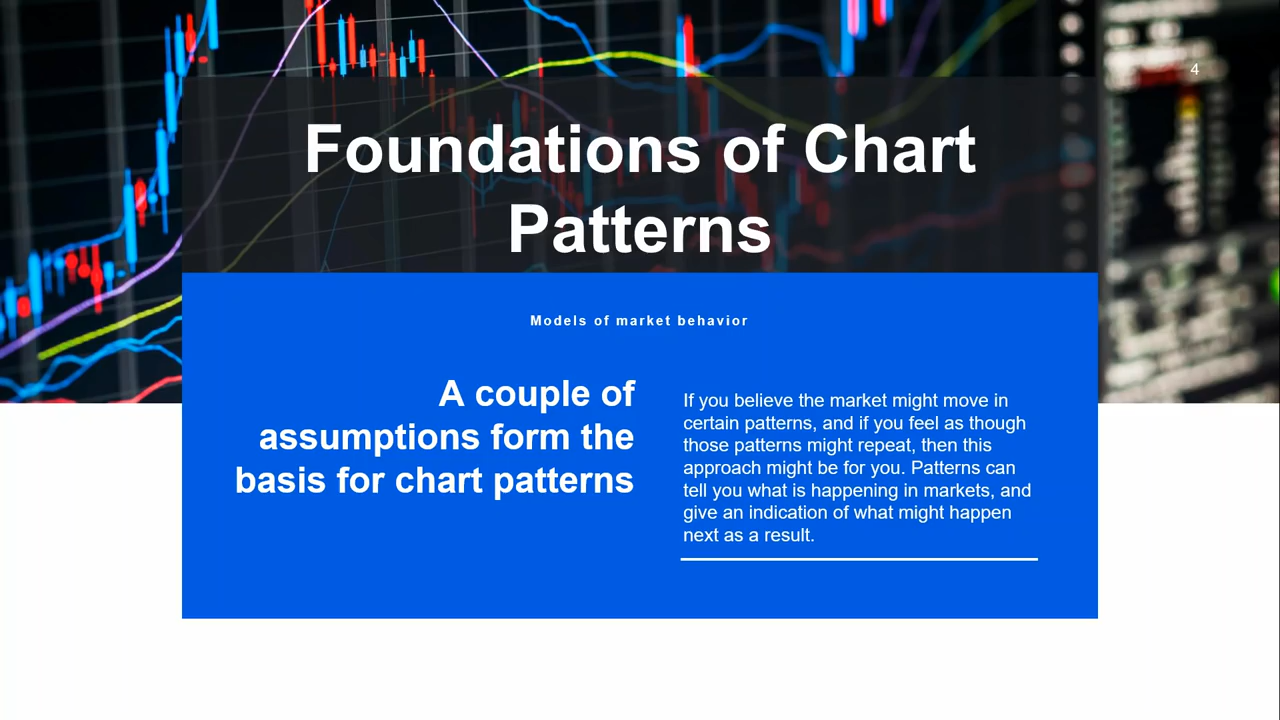 4
Foundations of Chart
Patterns
Models of market behavior
A couple of
assumptions form the
basis for chart patterns
If you believe the market might move in
certain patterns, and if you feel as though
those patterns might repeat, then this
approach might be for you. Patterns can
tell you what is happening in markets, and
give an indication of what might happen
next as a result.